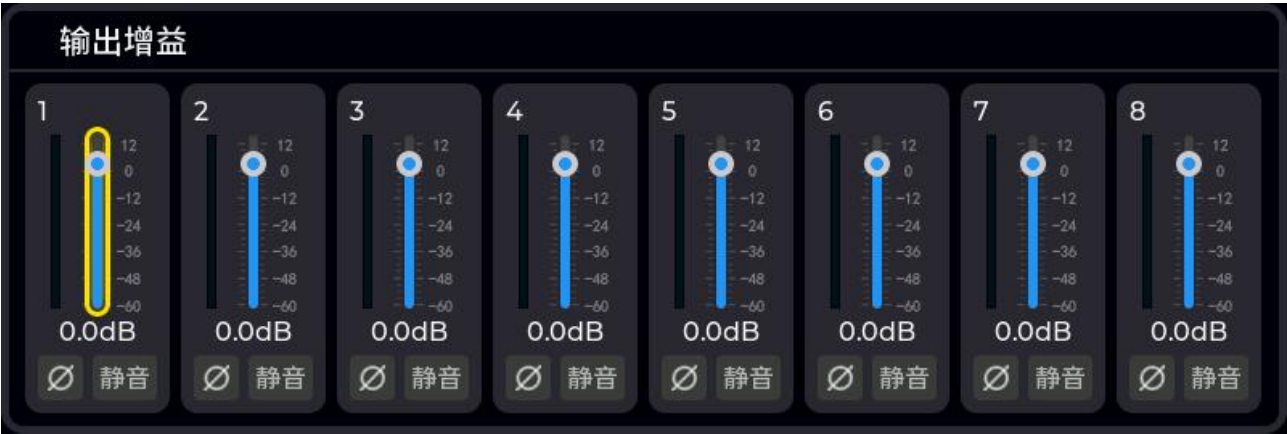 输出增益
1 2 3 4 5 6 7 8
12 12 12 12 12 12 12 12
0 0 0 0 0 0 0 0
-12 -12 -12 -12 -12 -12 -12 -12
-24 -24 -24 -24 -24 -24 -24 -24
-36 -36 -36 -36 -36 -36 -36 -36
-48 -48 -48 -48 -48 -48 -48 -48
-60 -60 -60 -60 -60 -60 -60 -60
0.0dB 0.0dB 0.0dB 0.0dB 0.0dB 0.0dB 0.0dB 0.0dB
Ø 静音 Ø 静音 Ø 静音 Ø 静音 Ø 静音 Ø 静音 Ø 静音 Ø 静音